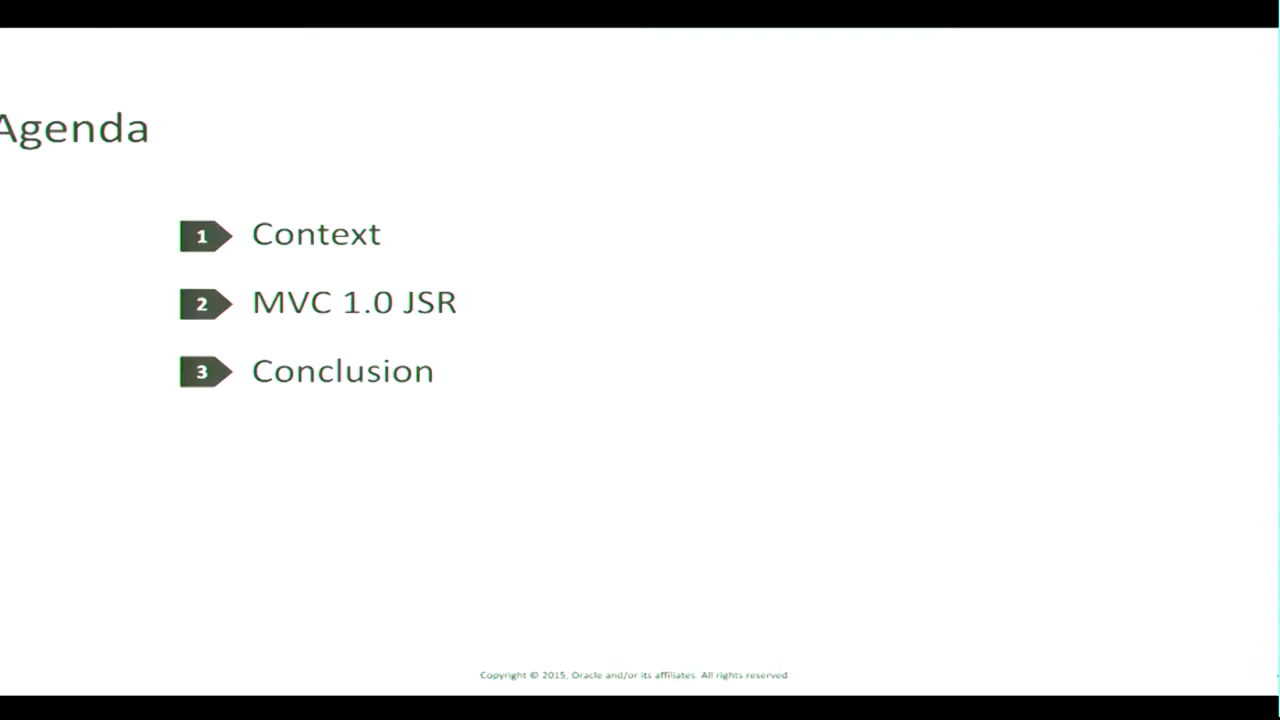 Agenda
1 Context
2 MVC 1.0 JSR
3 Conclusion
Copyright © 2015, Oracle and/or its affiliates. All rights reserved